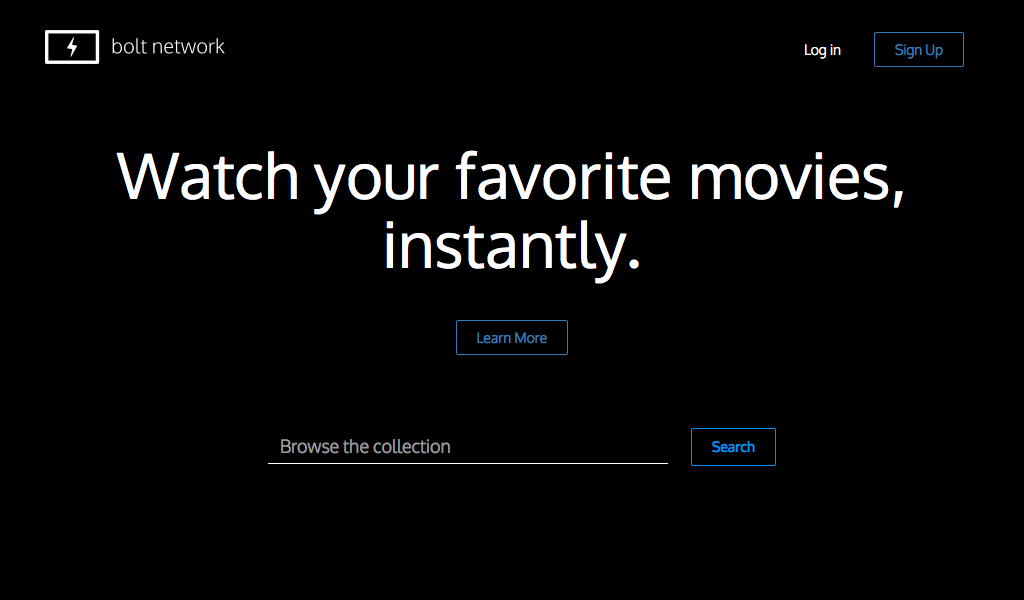 bolt network
Log in
Sign Up
Watch your favorite movies,
instantly.
Learn More
Browse the collection
Search